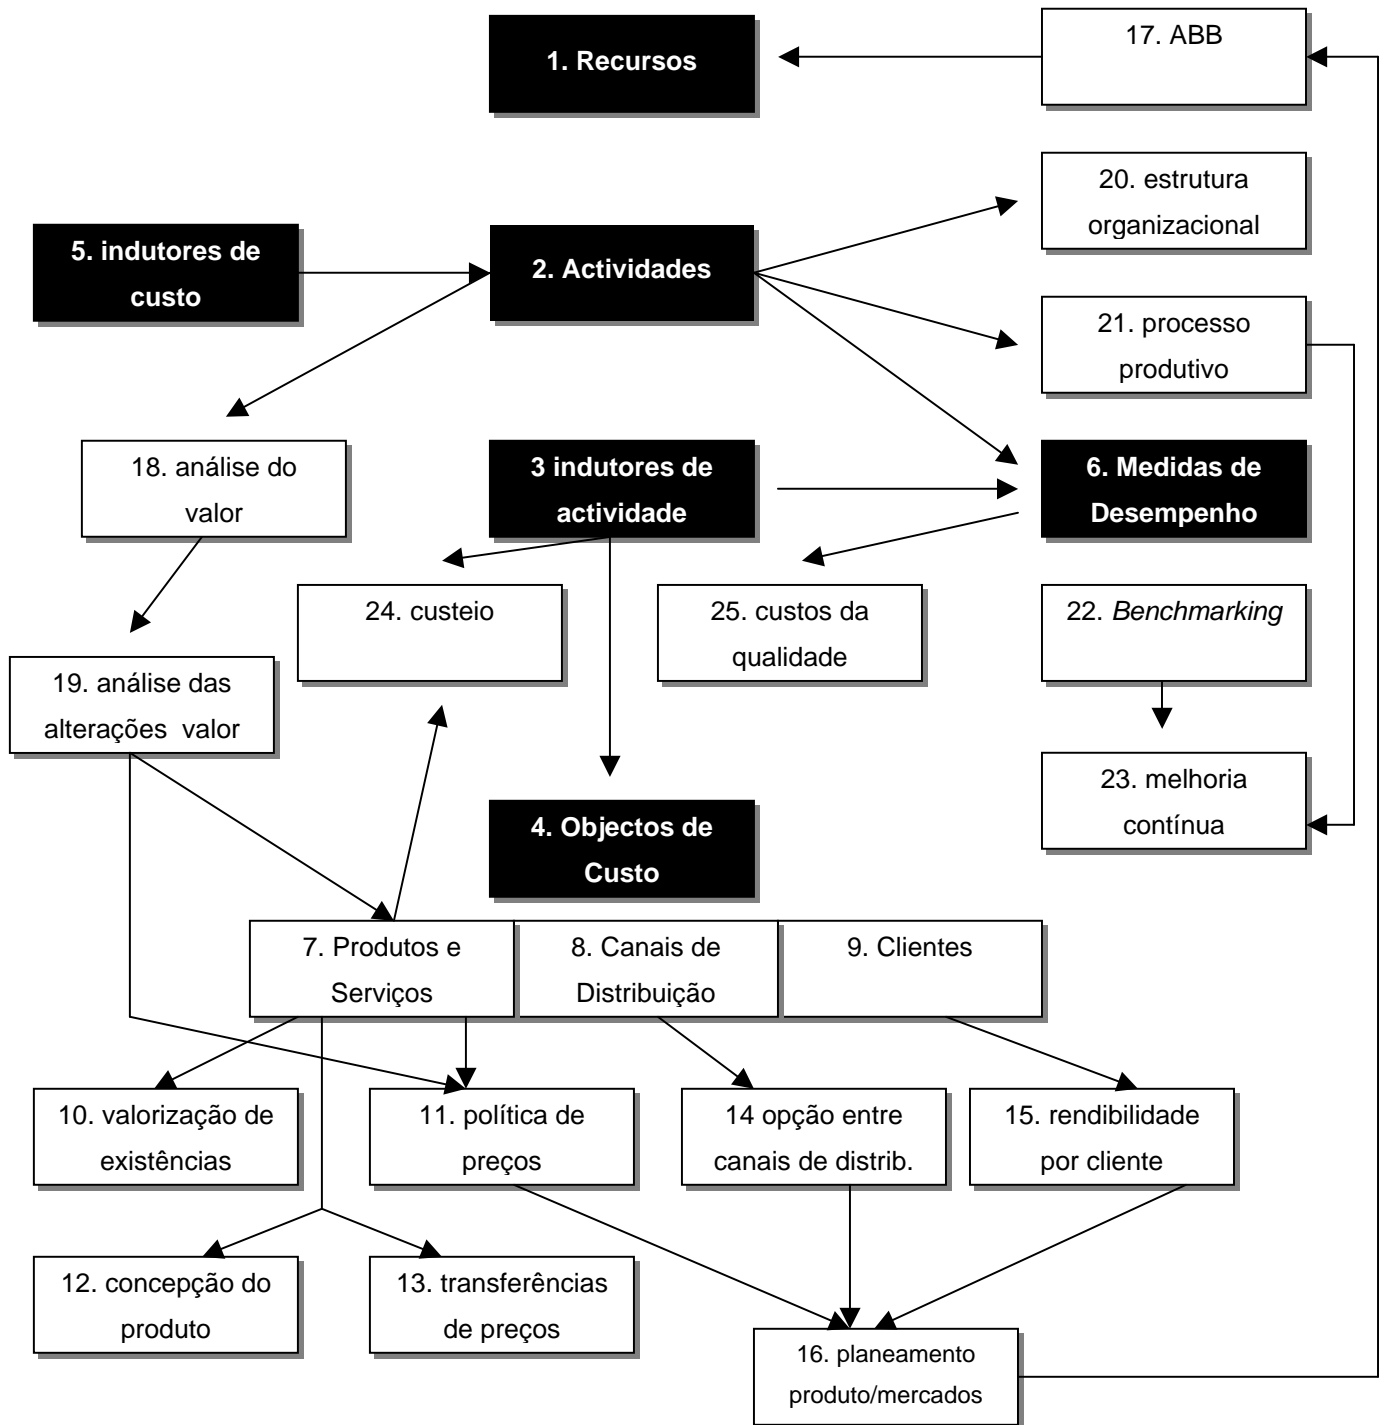 1. Recursos
17. ABB
20. estrutura
organizacional
5. indutores de
custo
2. Actividades
21. processo
produtivo
18. análise do
valor
3 indutores de
actividade
6. Medidas de
Desempenho
24. custeio
25. custos da
qualidade
22. Benchmarking
19. análise das
alterações valor
23. melhoria
contínua
4. Objectos de
Custo
7. Produtos e
Serviços
8. Canais de
Distribuição
9. Clientes
10. valorização de
existências
11. política de
preços
14 opção entre
canais de distrib.
15. rendibilidade
por cliente
12. concepção do
produto
13. transferências
de preços
16. planeamento
produto/mercados